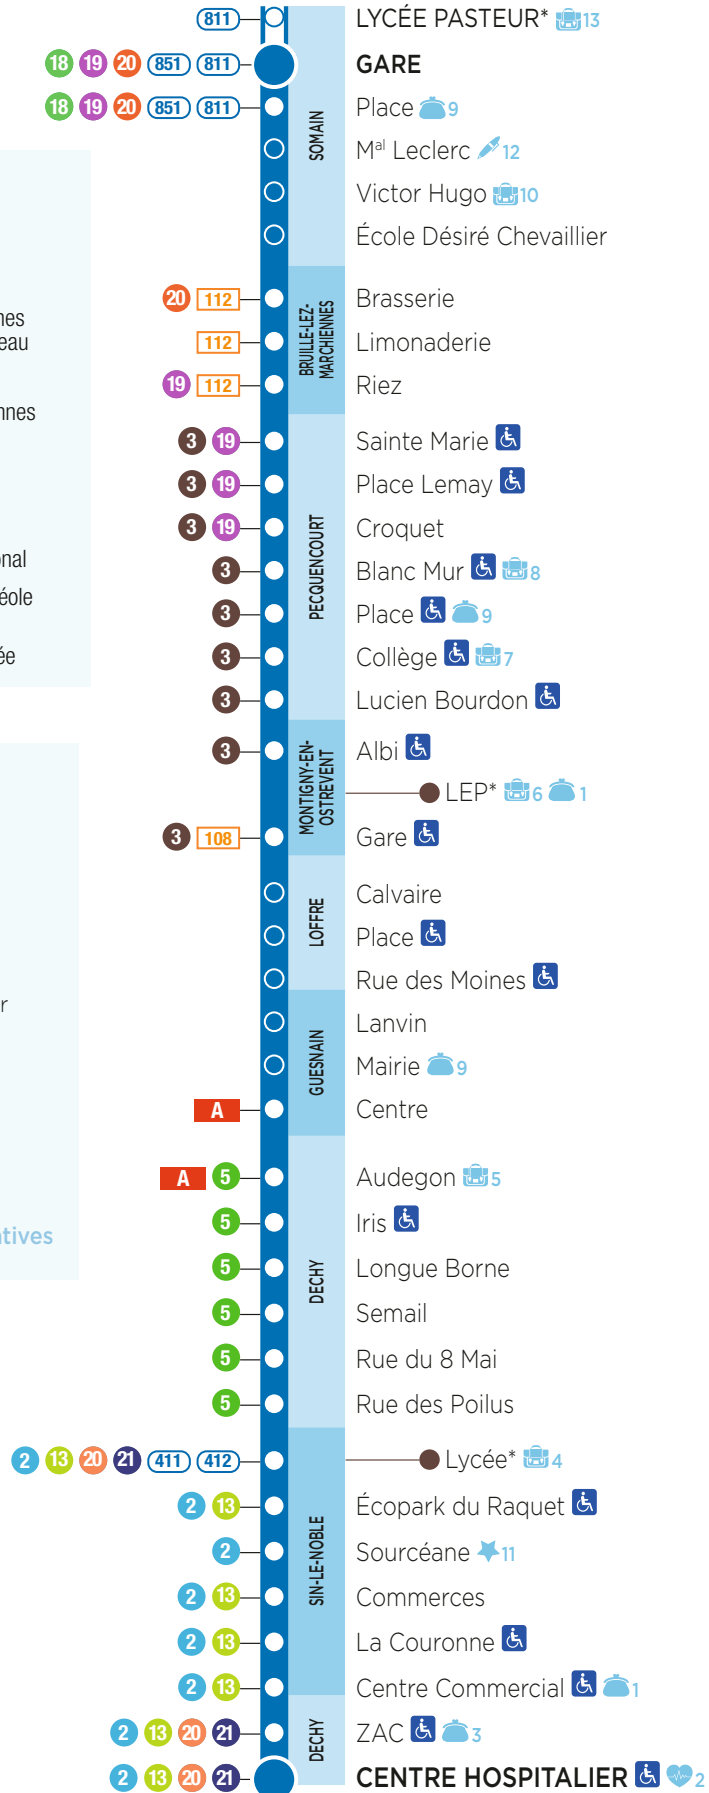 811 LYCÉE PASTEUR* 13
18 19 20 851 811 GARE
18 19 20 851 811 Place 9
SOMAIN
Mal Leclerc 12
Victor Hugo 10
École Désiré Chevaillier
20 112 Brasserie
BRUILLE-LEZ-
MARCHIENNES
112 Limonaderie
19 112 Riez
3 19 Sainte Marie
3 19 Place Lemay
3 19 Croquet
PECQUENCOURT
3 Blanc Mur 8
3 Place 9
3 Collège 7
3 Lucien Bourdon
3 Albi
MONTIGNY-EN-
OSTREVENT
LEP* 6 1
3 108 Gare
Calvaire
LOFFRE
Place
Rue des Moines
Lanvin
GUESNAIN
Mairie 9
A Centre
A 5 Audegon 5
5 Iris
5 Longue Borne
DECHY
5 Semail
5 Rue du 8 Mai
5 Rue des Poilus
2 13 20 21 411 412 Lycée* 4
2 13 Écopark du Raquet
2 Sourcéane 11
SIN-LE-NOBLE
2 13 Commerces
2 13 La Couronne
2 13 Centre Commercial 1
2 13 20 21 ZAC 3
DECHY
2 13 20 21 CENTRE HOSPITALIER 2
nes
eau
nnes
onal
éole
ée
r
atives